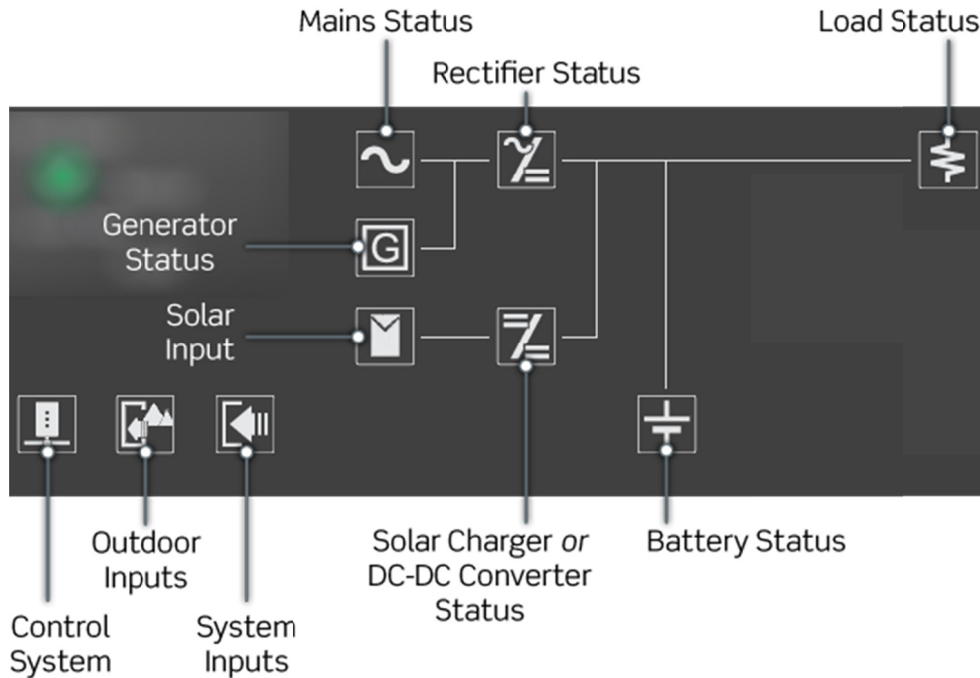 Mains Status
Load Status
Rectifier Status
Generator
Status
G
Solar
Input
Outdoor
Inputs
Solar Charger or
DC-DC Converter
Status
Battery Status
Control
System
System
Inputs